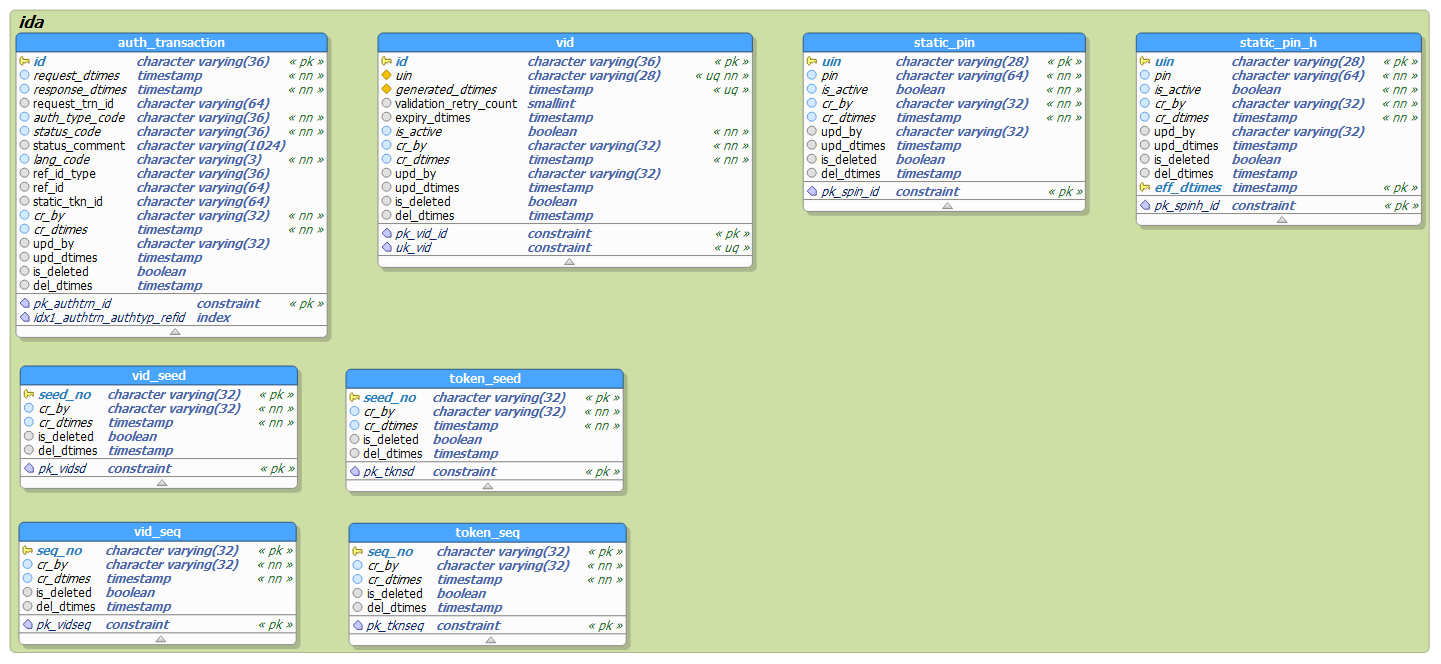 ida
auth_transaction
id character varying(36) « pk »
request_dtimes timestamp « nn »
response_dtimes timestamp « nn »
request_trn_id character varying(64)
auth_type_code character varying(36) « nn »
status_code character varying(36) « nn »
status_comment character varying(1024)
lang_code character varying(3) « nn »
ref_id_type character varying(36)
ref_id character varying(64)
static_tkn_id character varying(64)
cr_by character varying(32) « nn »
cr_dtimes timestamp « nn »
upd_by character varying(32)
upd_dtimes timestamp
is_deleted boolean
del_dtimes timestamp
pk_authtrn_id constraint « pk »
idx1_authtrn_authtyp_refid index
vid
id character varying(36) « pk »
uin character varying(28) « uq nn »
generated_dtimes timestamp « uq »
validation_retry_count smallint
expiry_dtimes timestamp
is_active boolean « nn »
cr_by character varying(32) « nn »
cr_dtimes timestamp « nn »
upd_by character varying(32)
upd_dtimes timestamp
is_deleted boolean
del_dtimes timestamp
pk_vid_id constraint « pk »
uk_vid constraint « uq »
static_pin
uin character varying(28) « pk »
pin character varying(64) « nn »
is_active boolean « nn »
cr_by character varying(32) « nn »
cr_dtimes timestamp « nn »
upd_by character varying(32)
upd_dtimes timestamp
is_deleted boolean
del_dtimes timestamp
pk_spin_id constraint « pk »
static_pin_h
uin character varying(28) « pk »
pin character varying(64) « nn »
is_active boolean « nn »
cr_by character varying(32) « nn »
cr_dtimes timestamp « nn »
upd_by character varying(32)
upd_dtimes timestamp
is_deleted boolean
del_dtimes timestamp
eff_dtimes timestamp « pk »
pk_spinh_id constraint « pk »
vid_seed
seed_no character varying(32) « pk »
cr_by character varying(32) « nn »
cr_dtimes timestamp « nn »
is_deleted boolean
del_dtimes timestamp
pk_vidsd constraint « pk »
token_seed
seed_no character varying(32) « pk »
cr_by character varying(32) « nn »
cr_dtimes timestamp « nn »
is_deleted boolean
del_dtimes timestamp
pk_tknsd constraint « pk »
vid_seq
seq_no character varying(32) « pk »
cr_by character varying(32) « nn »
cr_dtimes timestamp « nn »
is_deleted boolean
del_dtimes timestamp
pk_vidseq constraint « pk »
token_seq
seq_no character varying(32) « pk »
cr_by character varying(32) « nn »
cr_dtimes timestamp « nn »
is_deleted boolean
del_dtimes timestamp
pk_tknseq constraint « pk »